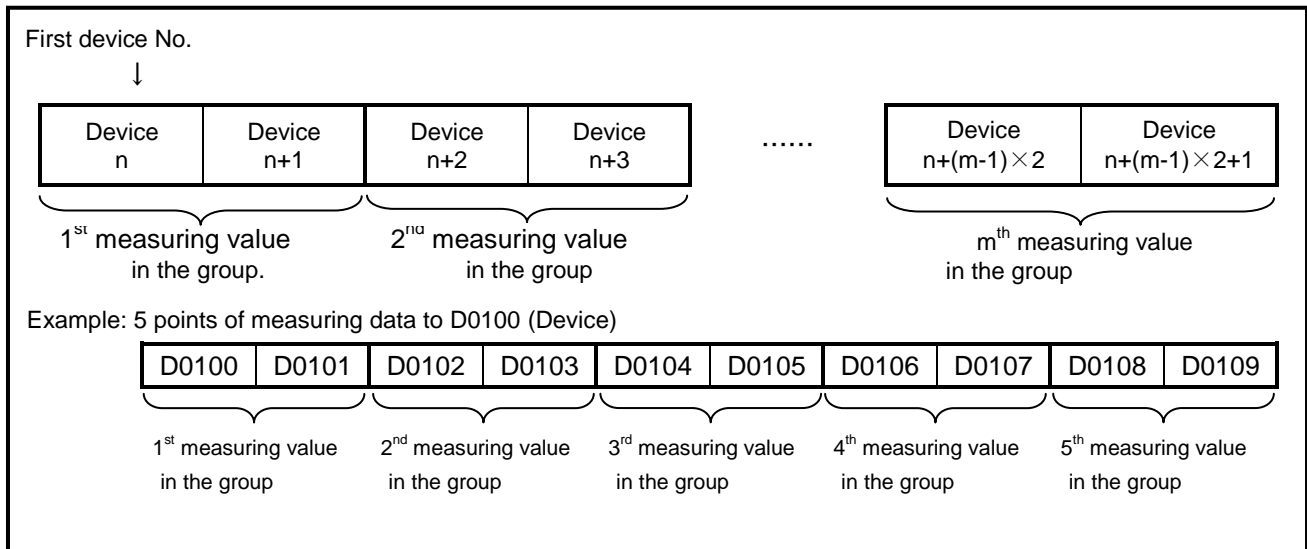 First device No.
↓
Device Device Device Device Device Device
n n+1 n+2 n+3 ...... n+(m-1)×2 n+(m-1)×2+1
1st measuring value 2nd measuring value mth measuring value
in the group. in the group in the group
Example: 5 points of measuring data to D0100 (Device)
D0100 D0101 D0102 D0103 D0104 D0105 D0106 D0107 D0108 D0109
1st measuring value 2nd measuring value 3rd measuring value 4th measuring value 5th measuring value
in the group in the group in the group in the group in the group